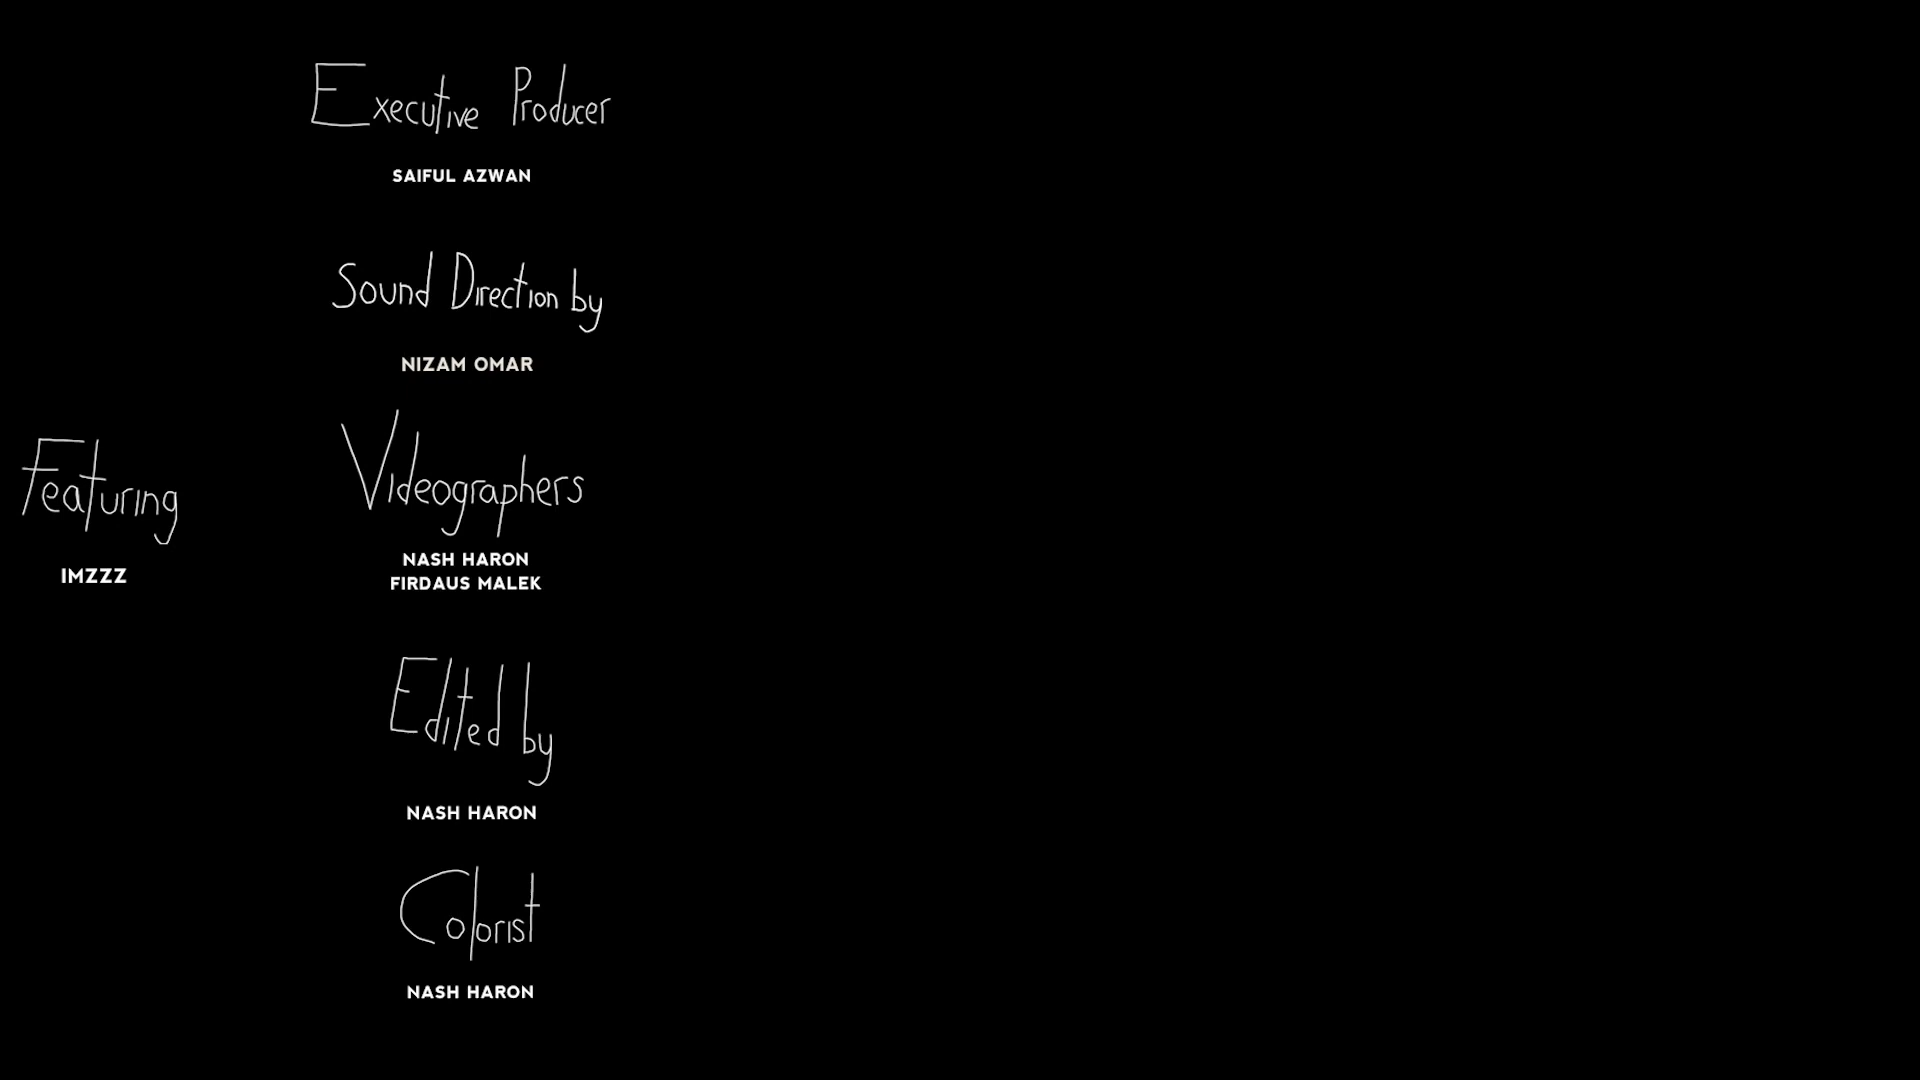 Featuring
IMZZZ
Executive Producer
SAIFUL AZWAN
Sound Direction by
NIZAM OMAR
Videographers
NASH HARON
FIRDAUS MALEK
Edited by
NASH HARON
Colorist
NASH HARON